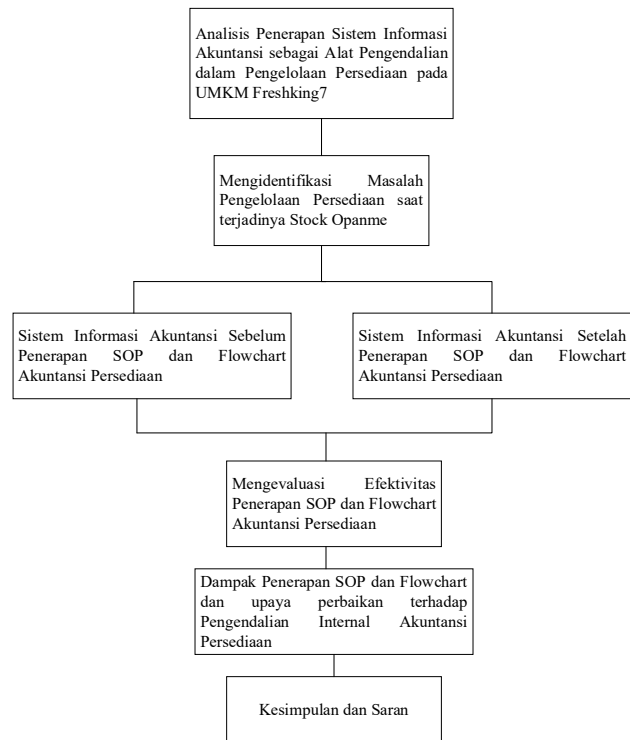 Analisis Penerapan Sistem Informasi
Akuntansi sebagai Alat Pengendalian
dalam Pengelolaan Persediaan pada
UMKM Freshking7
Mengidentifikasi Masalah
Pengelolaan Persediaan saat
terjadinya Stock Opanme
Sistem Informasi Akuntansi Sebelum
Penerapan SOP dan Flowchart
Akuntansi Persediaan
Sistem Informasi Akuntansi Setelah
Penerapan SOP dan Flowchart
Akuntansi Persediaan
Mengevaluasi Efektivitas
Penerapan SOP dan Flowchart
Akuntansi Persediaan
Dampak Penerapan SOP dan Flowchart
dan upaya perbaikan terhadap
Pengendalian Internal Akuntansi
Persediaan
Kesimpulan dan Saran